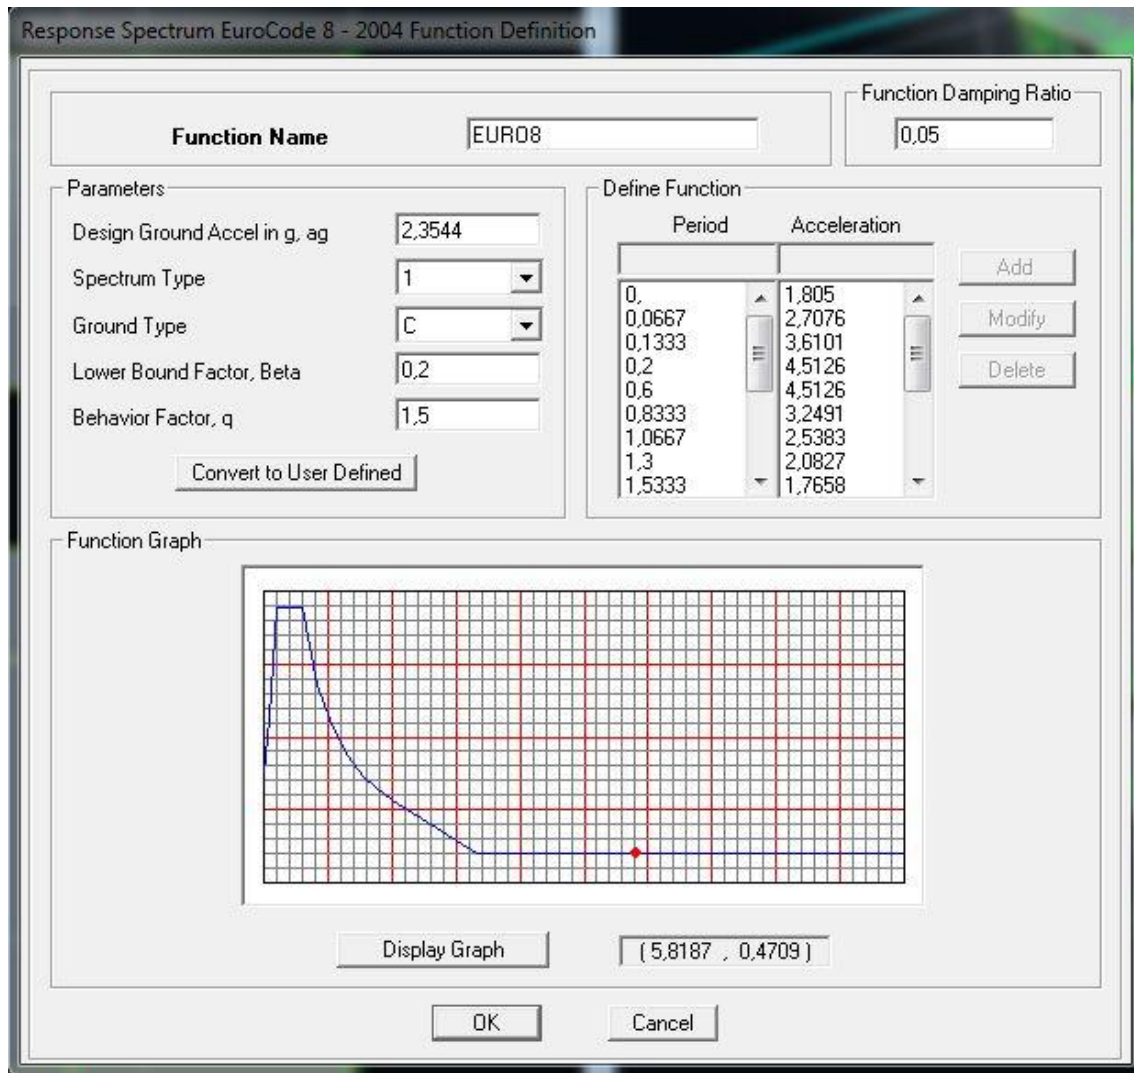 Response Spectrum EuroCode 8 - 2004 Function Definition
Function Damping Ratio
Function Name
EURO8
0,05
Parameters
Define Function
Design Ground Accel in g, ag
2,3544
Spectrum Type
1
Ground Type
C
Lower Bound Factor, Beta
0,2
Behavior Factor, q
1,5
Convert to User Defined
Period Acceleration
0, 1,805
0,0667 2,7076
0,1333 3,6101
0,2 4,5126
0,6 4,5126
0,8333 3,2491
1,0667 2,5383
1,3 2,0827
1,5333 1,7658
Add
Modify
Delete
Function Graph
Display Graph
( 5,8187 , 0,4709 )
OK
Cancel